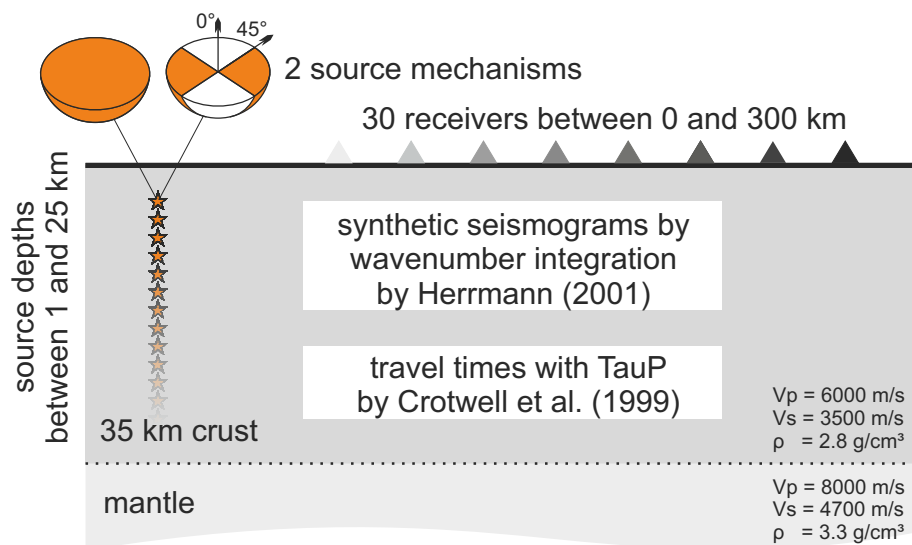 0°
45°
2 source mechanisms
30 receivers between 0 and 300 km
source depths
between 1 and 25 km
synthetic seismograms by
wavenumber integration
by Herrmann (2001)
travel times with TauP
by Crotwell et al. (1999)
35 km crust
Vp = 6000 m/s
Vs = 3500 m/s
ρ = 2.8 g/cm³
mantle
Vp = 8000 m/s
Vs = 4700 m/s
ρ = 3.3 g/cm³